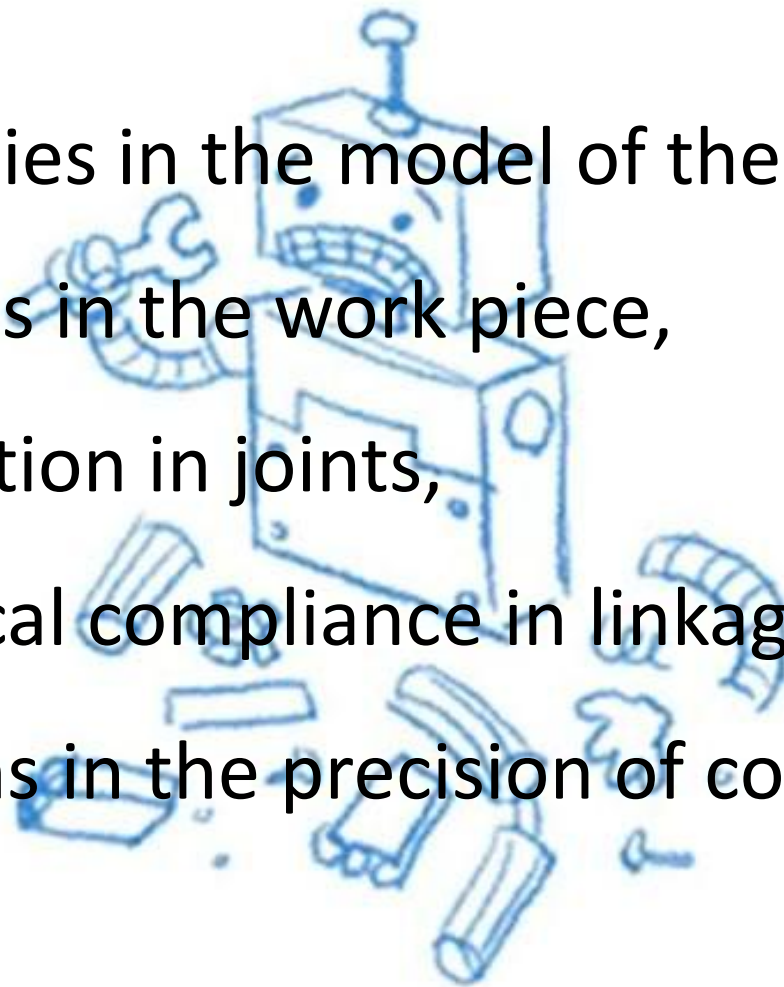 ies in the model of the
s in the work piece,
tion in joints,
cal compliance in linkag
ns in the precision of co